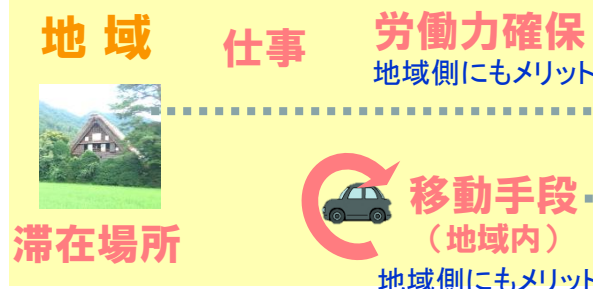 地域
仕事
労働力確保
地域側にもメリット
滞在場所
移動手段
（地域内）
地域側にもメリット